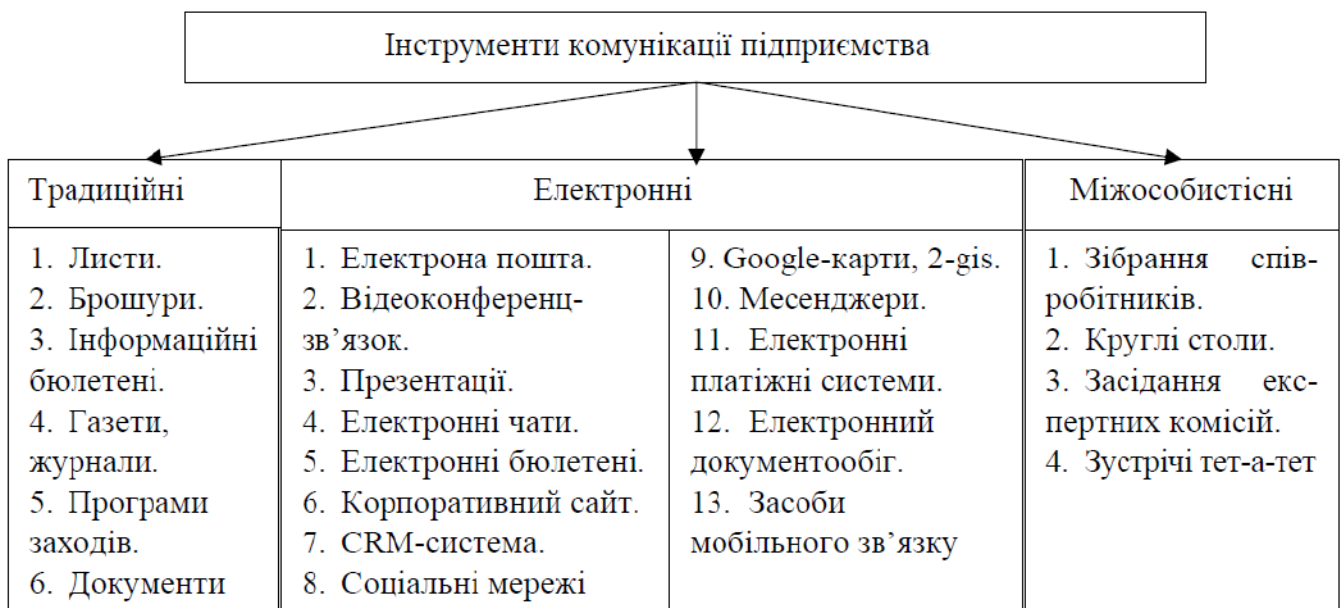 Інструменти комунікації підприємства
Традиційні
Електронні
Міжособистісні
1. Листи.
2. Брошури.
3. Інформаційні
бюлетені.
4. Газети,
журнали.
5. Програми
заходів.
6. Документи
1. Електрона пошта.
2. Відеоконференц-
зв’язок.
3. Презентації.
4. Електронні чати.
5. Електронні бюлетені.
6. Корпоративний сайт.
7. CRM-система.
8. Соціальні мережі
9. Google-карти, 2-gis.
10. Месенджери.
11. Електронні
платіжні системи.
12. Електронний
документообіг.
13. Засоби
мобільного зв’язку
1. Зібрання спів-
робітників.
2. Круглі столи.
3. Засідання екс-
пертних комісій.
4. Зустрічі тет-а-тет